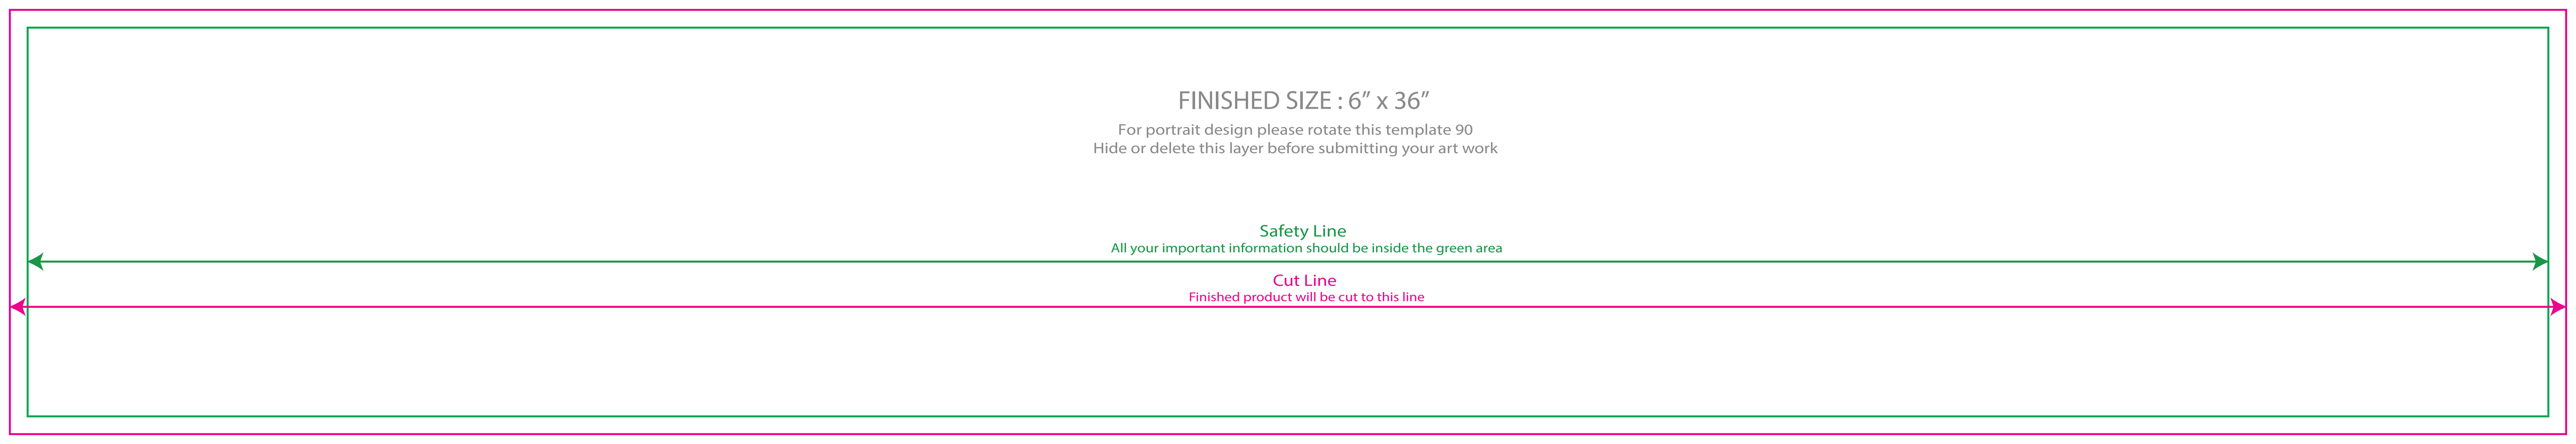 FINISHED SIZE : 6” x 36”
For portrait design please rotate this template 90
Hide or delete this layer before submitting your art work
Safety Line
All your important information should be inside the green area
Cut Line
Finished product will be cut to this line